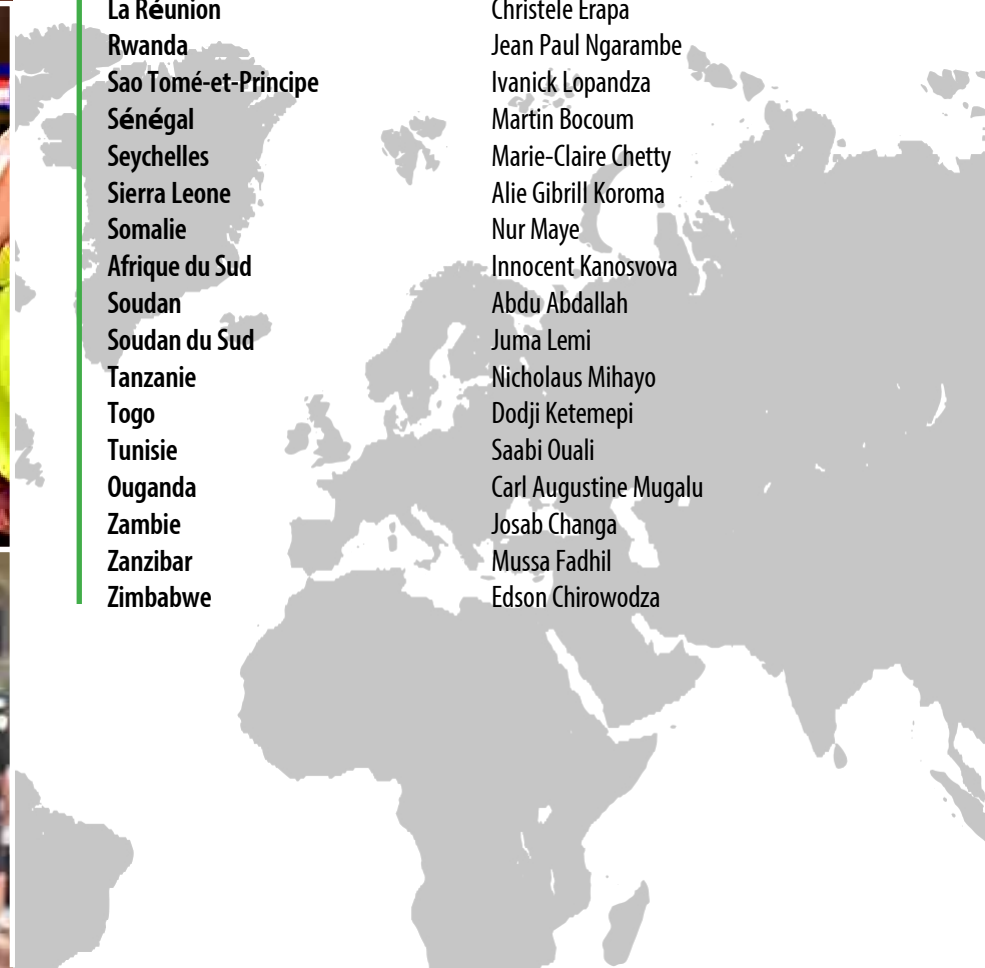 La Réunion Christele Erapa
Rwanda Jean Paul Ngarambe
Sao Tomé-et-Principe Ivanick Lopandza
Sénégal Martin Bocoum
Seychelles Marie-Claire Chetty
Sierra Leone Alie Gibrill Koroma
Somalie Nur Maye
Afrique du Sud Innocent Kanosvova
Soudan Abdu Abdallah
Soudan du Sud Juma Lemi
Tanzanie Nicholaus Mihayo
Togo Dodji Ketemepi
Tunisie Saabi Ouali
Ouganda Carl Augustine Mugalu
Zambie Josab Changa
Zanzibar Mussa Fadhil
Zimbabwe Edson Chirowodza